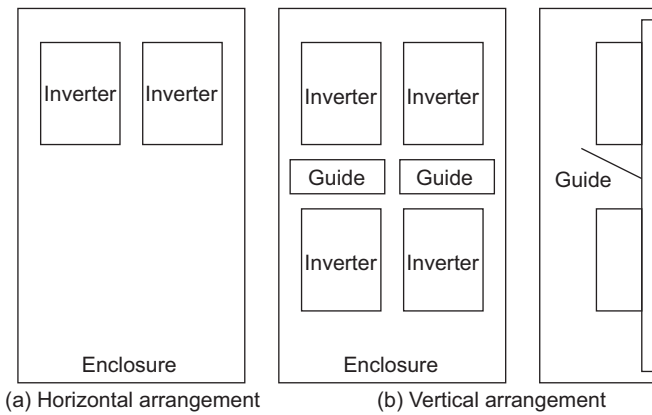 Inverter Inverter
Enclosure
(a) Horizontal arrangement
Inverter Inverter
Guide Guide
Inverter Inverter
Enclosure
Guide
(b) Vertical arrangement